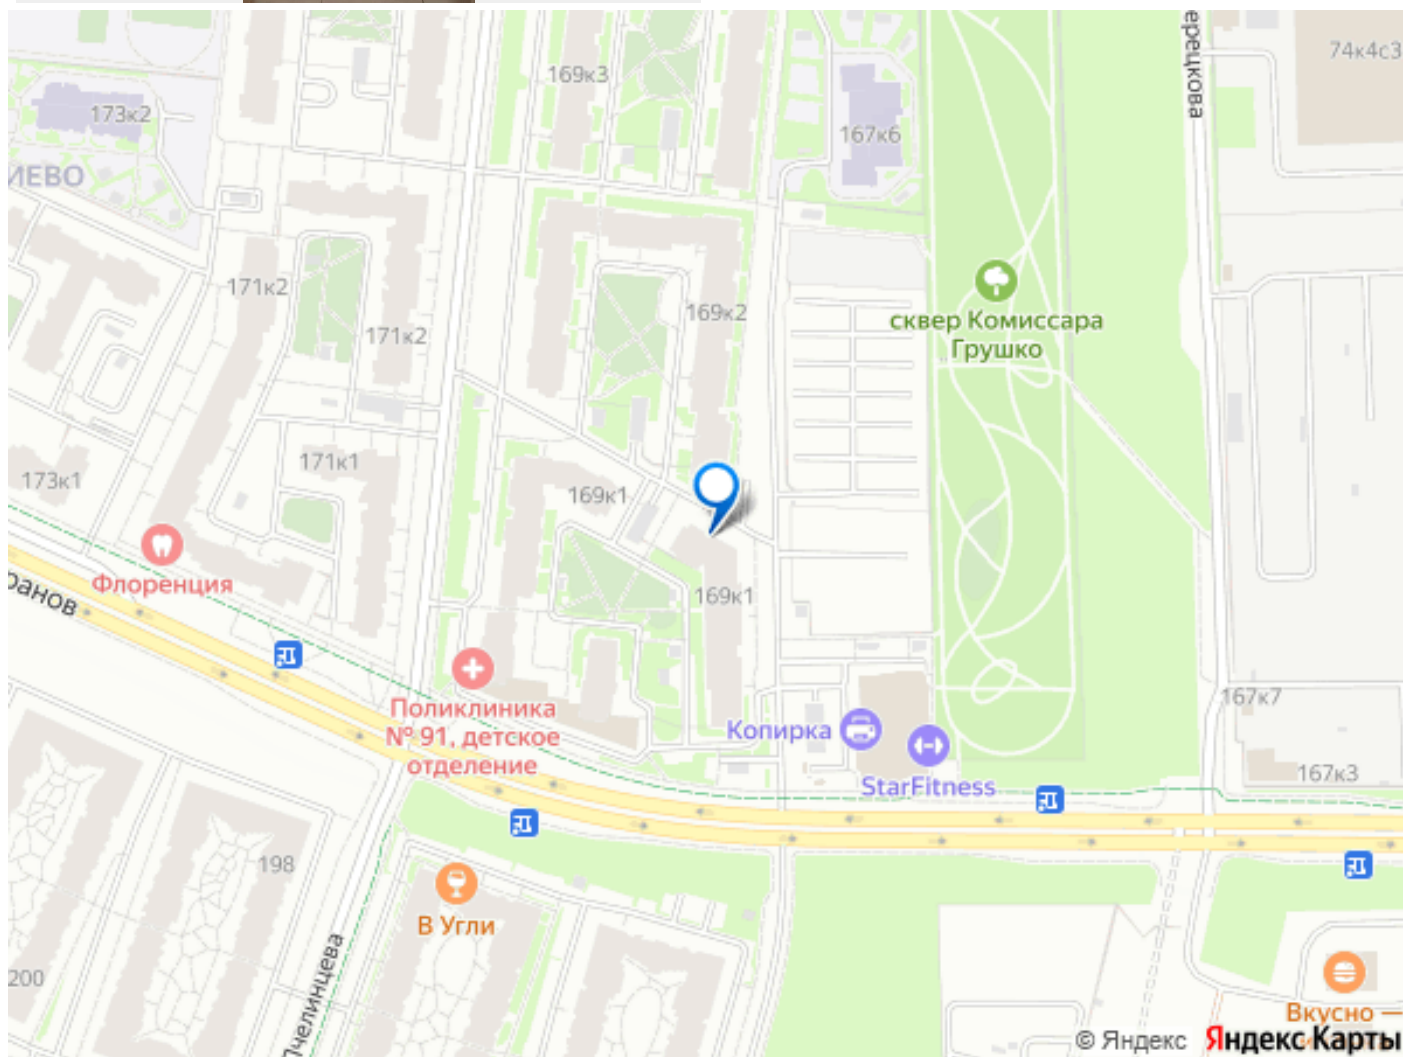 169к3
74к4с3
ерецкова
173к2
167к6
ИЕВО
171к2
169к2
сквер Комиссара
Грушко
171к2
171к1
173к1
169к1
Флоренция
ранов
169к1
Поликлиника
№ 91, детское
отделение
Копирка
StarFitness
167к7
167к3
198
В Угли
200
Пчелинцева
Вкусно —
© Яндекс
Яндекс Карты